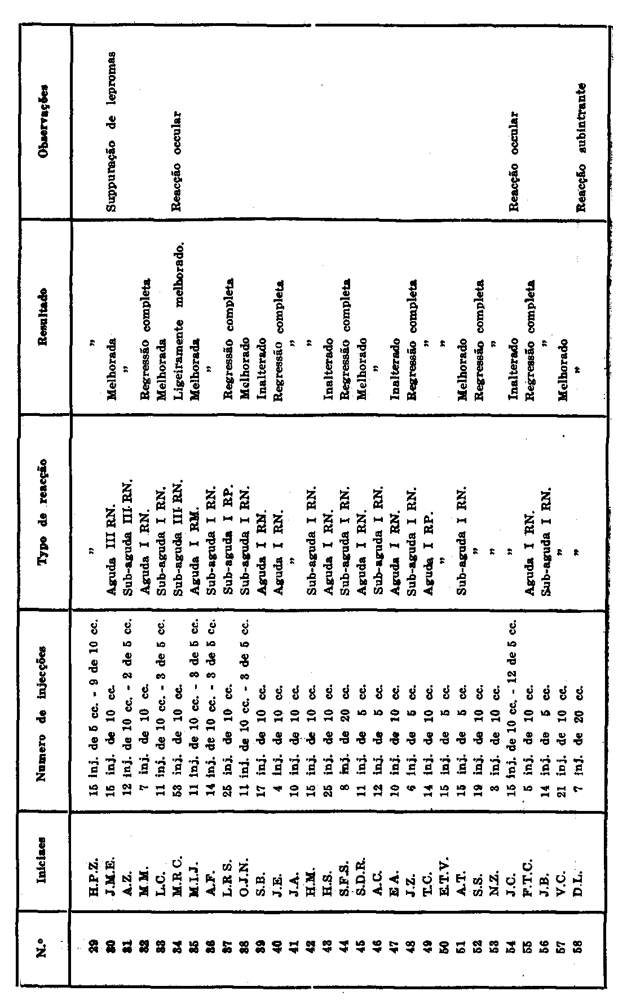 N.º Iniciaes Numero de injecções Typo de reacção Resultado Observações
29 H.P.Z. 15 inj. de 5 cc. - 9 de 10 cc. „ „
30 J.M.E. 15 inj. de 10 cc. Aguda III RN. Melhorada Suppuração de lepromas
31 A.Z. 12 inj. de 10 cc. - 2 de 5 cc. Sub-aguda III RN. „
32 M M. 7 inj. de 10 cc. Aguda I RN. Regressão completa
33 L.C. 11 inj. de 10 cc. - 3 de 5 cc. Sub-aguda I RN. Melhorada
34 M.R C. 53 inj. de 10 cc. Sub-aguda III RN. Ligeiramente melhorado. Reacção occular
35 M.I.J. 11 inj. de 10 cc. - 3 de 5 cc. Aguda I RM. Melhorada
36 A.F. 14 inj. de 10 cc. - 3 de 5 cc. Sub-aguda I RN. „
37 L.R S. 25 inj. de 10 cc. Sub-aguda I RP. Regressão completa
38 O.J.N. 11 inj. de 10 cc. - 3 de 5 cc. Sub-aguda I RN. Melhorado
39 S.B. 17 inj. de 10 cc. Aguda I RN. Inalterado
40 J.E. 4 inj. de 10 cc. Aguda I RN. Regressão completa
41 J.A. 10 inj. de 10 cc. „ „
42 H.M. 15 inj. de 10 cc. Sub-aguda I RN. „
43 H.S. 25 inj. de 10 cc. Aguda I RN. Inalterado
44 S.F.S. 8 inj. de 20 cc. Sub-aguda I RN. Regressão completa
45 S.D.R. 11 inj. de 5 cc. Aguda I RN. Melhorado
46 A.C. 12 inj. de 5 cc. Sub-aguda I RN. „
47 E A. 10 inj. de 10 cc. Aguda I RN. Inalterado
48 J.Z. 6 inj. de 5 cc. Sub-aguda I RN. Regressão completa
49 T.C. 14 inj. de 10 cc. Aguda I RP. „
50 E.T.V. 15 inj. de 5 cc. „ „
51 A.T. 15 inj. de 5 cc. Sub-aguda I RN. Melhorado
52 S.S. 19 inj. de 10 cc. „ Regressão completa
53 N.Z. 3 inj. de 10 cc. „ „
54 J.C. 15 inj. de 10 cc. - 12 de 5 cc. „ Inalterado Reacção occular
55 F.T.C. 5 inj. de 10 cc. Aguda I RN. Regressão completa
56 J.B. 14 inj. de 5 cc. Sub-aguda I RN. „
57 V.C. 21 inj. de 10 cc. „ Melhorado
58 D.L. 7 inj. de 20 cc. „ „ Reacção subintrante